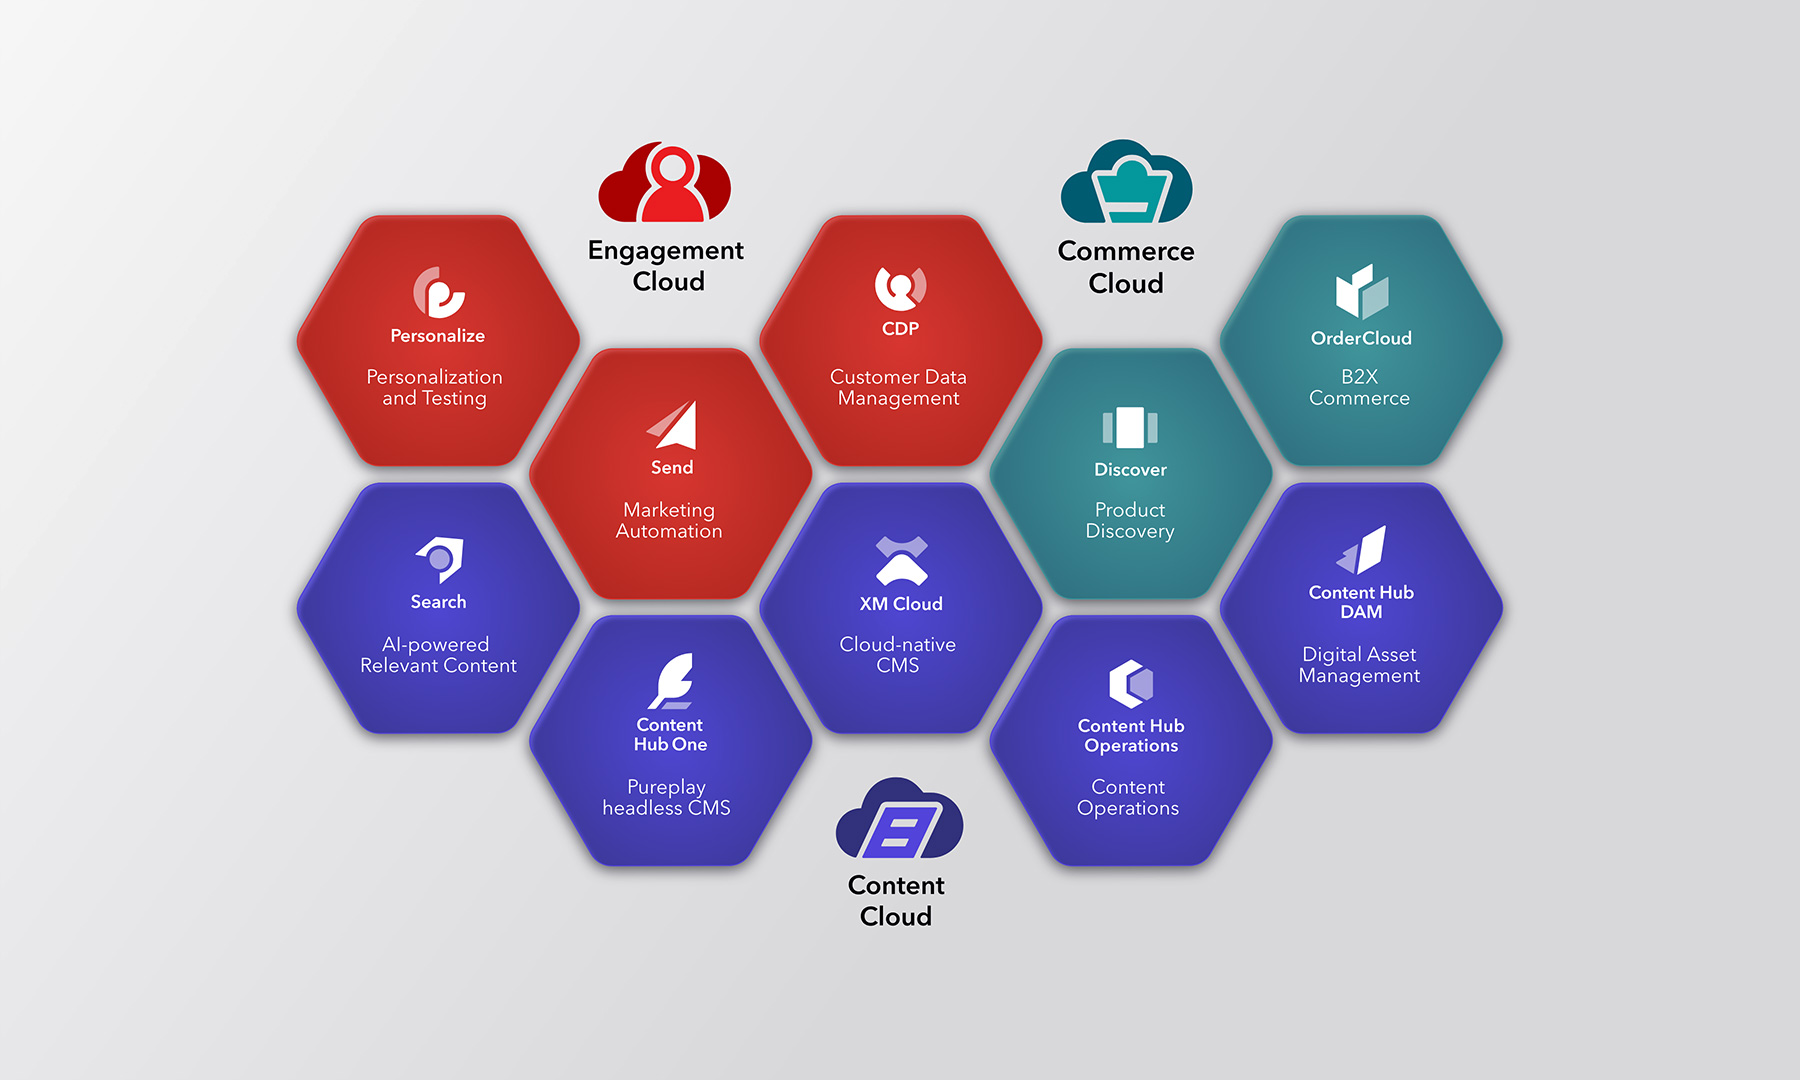 Engagement
Cloud
Commerce
Cloud
Personalize
Personalization
and Testing
CDP
Customer Data
Management
OrderCloud
B2X
Commerce
Send
Marketing
Automation
Discover
Product
Discovery
Search
AI-powered
Relevant Content
XM Cloud
Cloud-native
CMS
Content Hub
DAM
Digital Asset
Management
Content
Hub One
Pureplay
headless CMS
Content Hub
Operations
Content
Operations
Content
Cloud